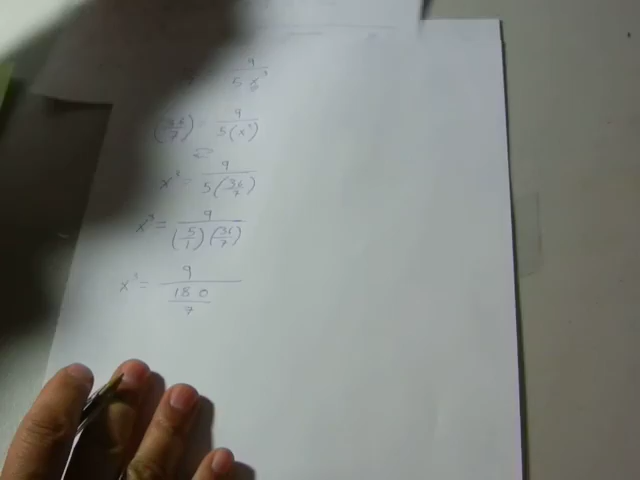 9 / 5x³
(36/7) 9 / 5(x³)
x³ = 9 / 5(36/7)
x³ = 9 / (5/1)(36/7)
x³ = 9 / (180/7)